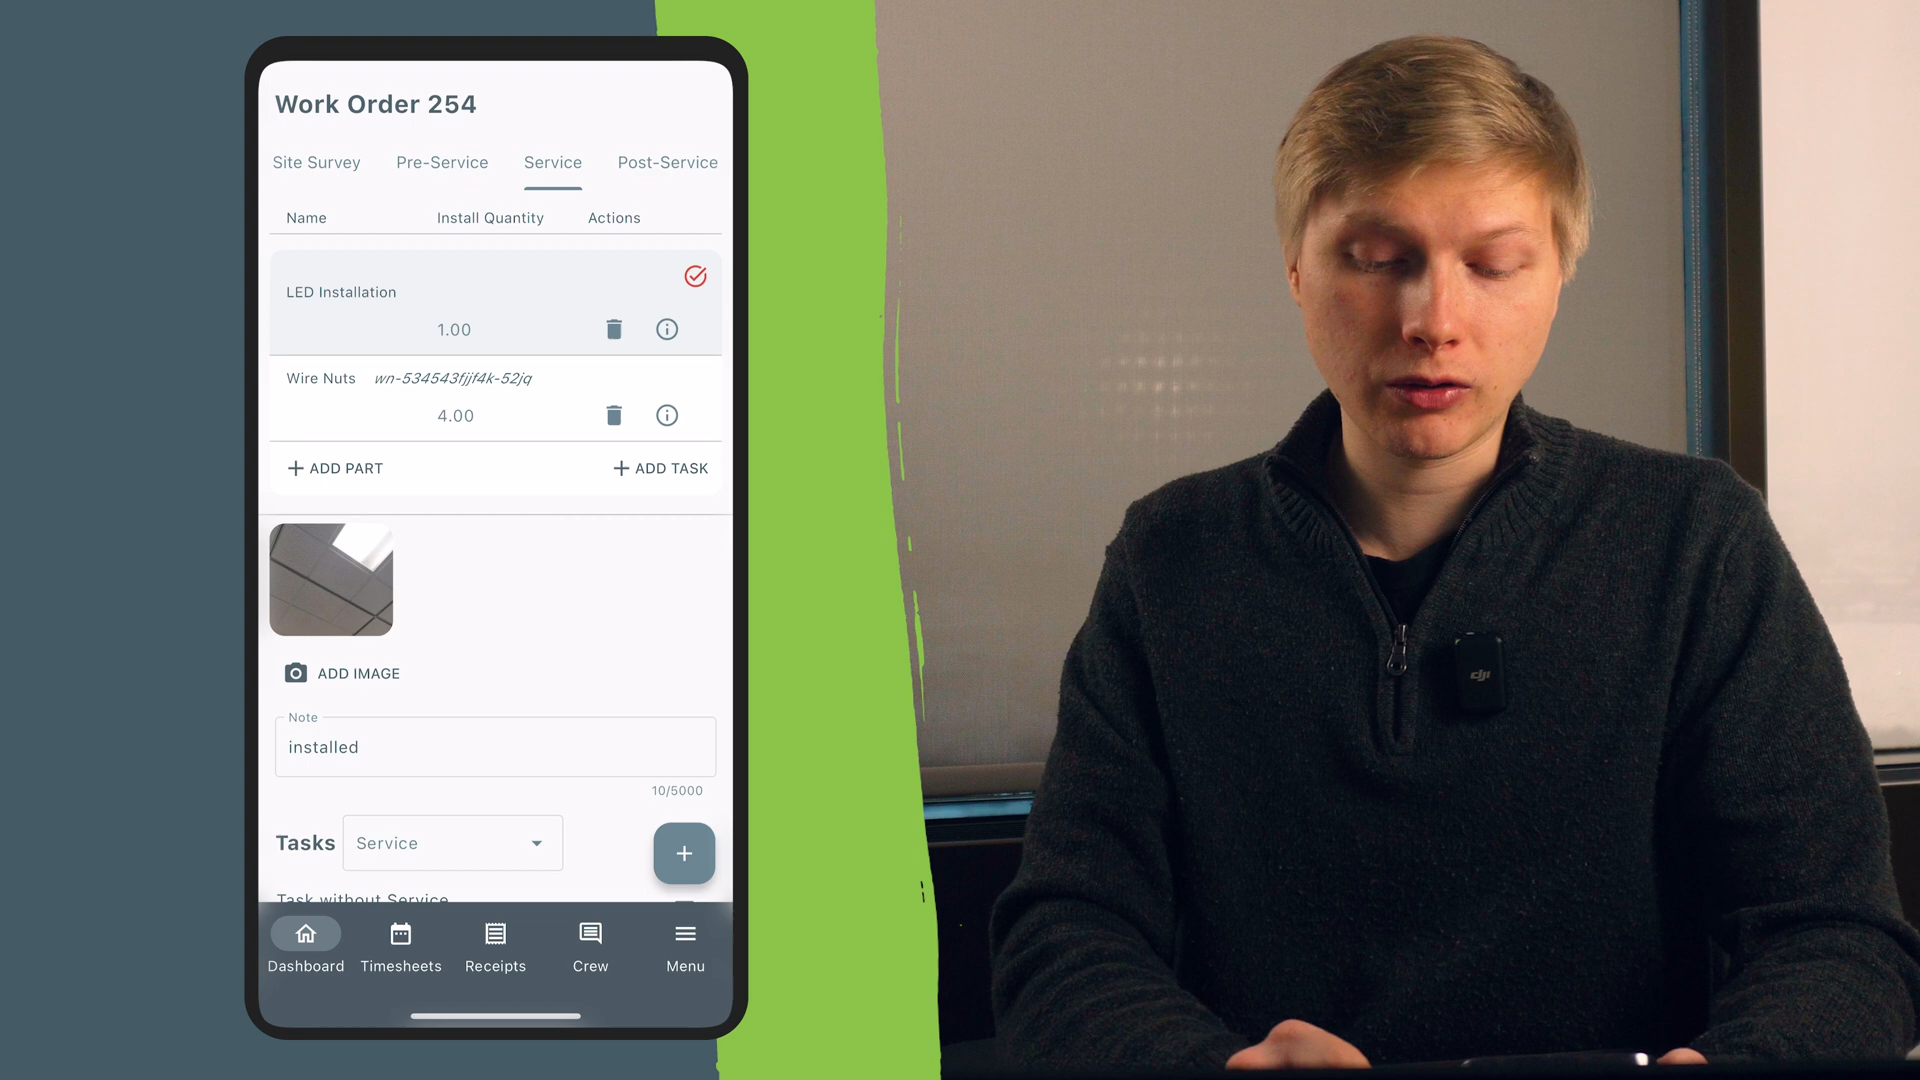 Work Order 254
Site Survey Pre-Service Service Post-Service
Name Install Quantity Actions
LED Installation
1.00
Wire Nuts wn-534543fjjf4k-52jq
4.00
+ ADD PART + ADD TASK
ADD IMAGE
Note
installed
10/5000
Tasks Service
+
Task without Service
Dashboard Timesheets Receipts Crew Menu
dji